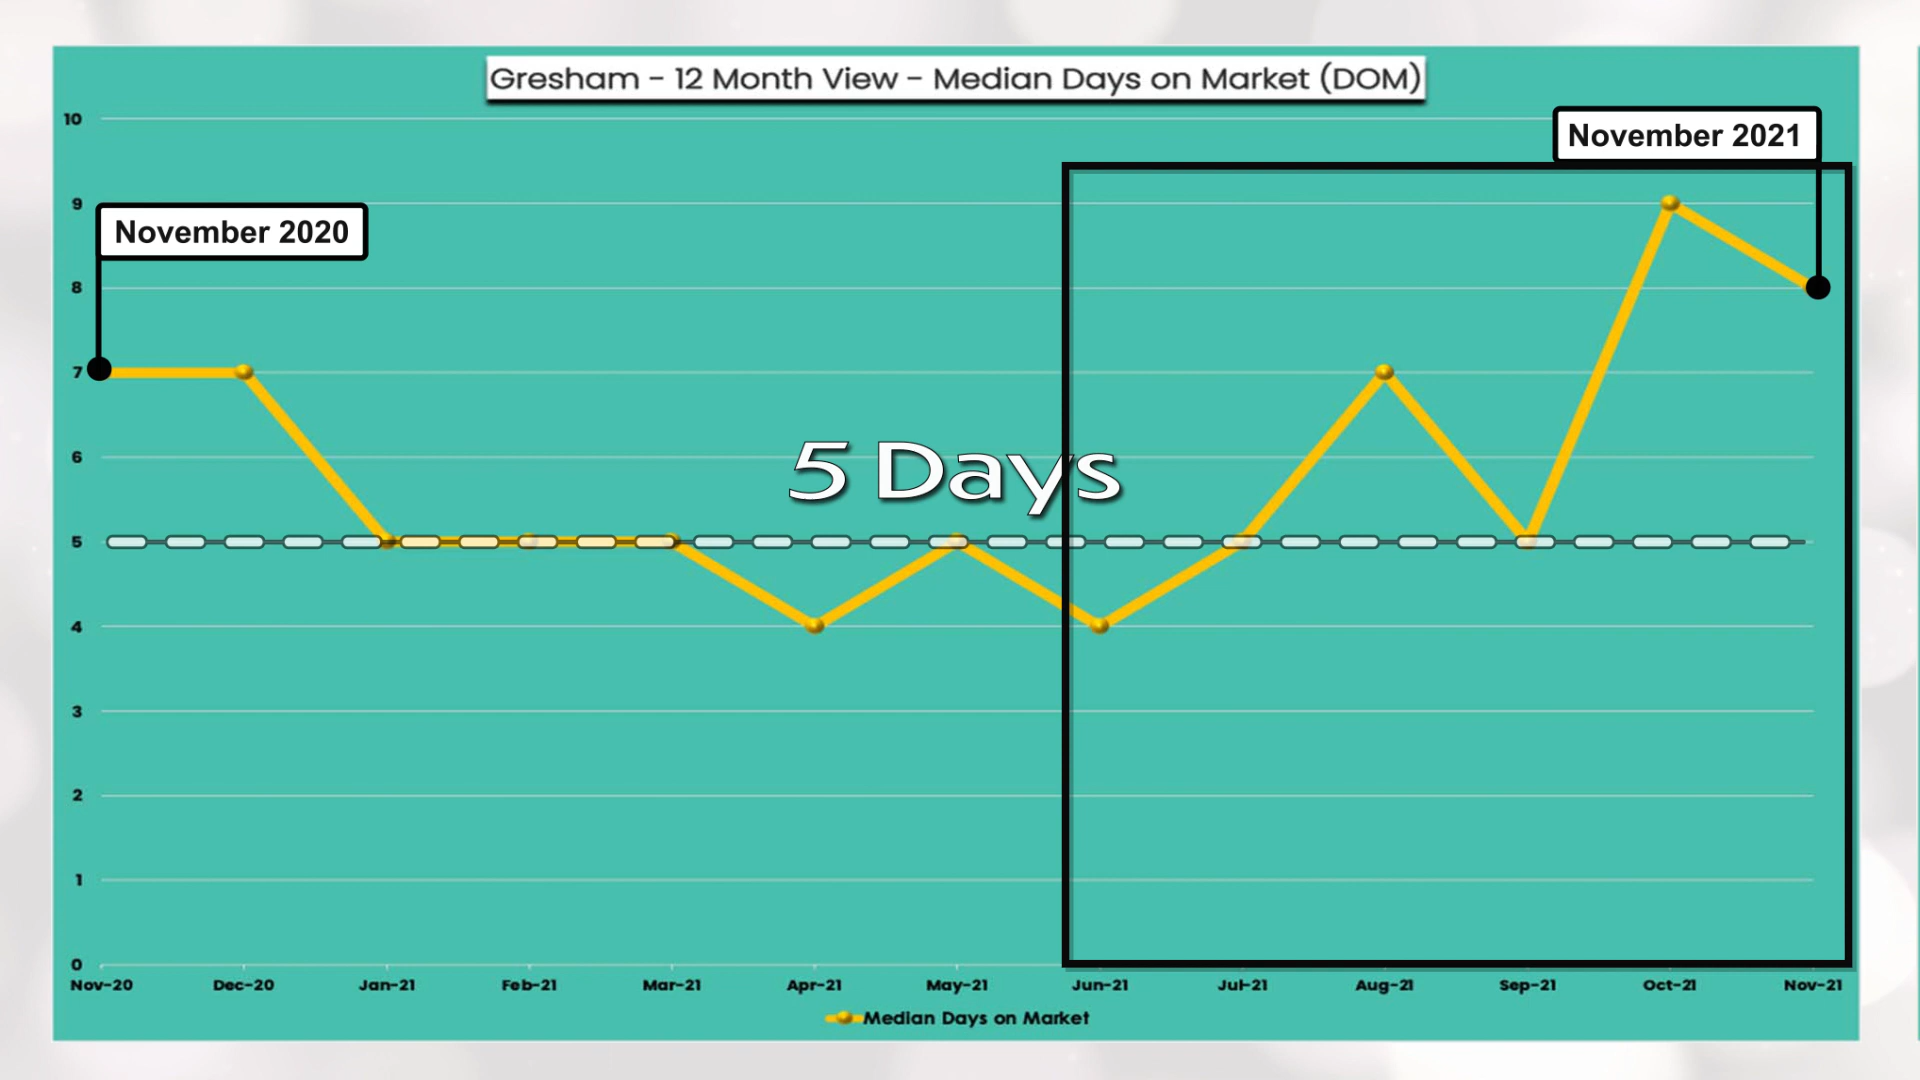 Gresham - 12 Month View - Median Days on Market (DOM)
10
November 2021
9
November 2020
8
7
5 Days
6
5
4
3
2
1
0
Nov-20 Dec-20 Jan-21 Feb-21 Mar-21 Apr-21 May-21 Jun-21 Jul-21 Aug-21 Sep-21 Oct-21 Nov-21
Median Days on Market